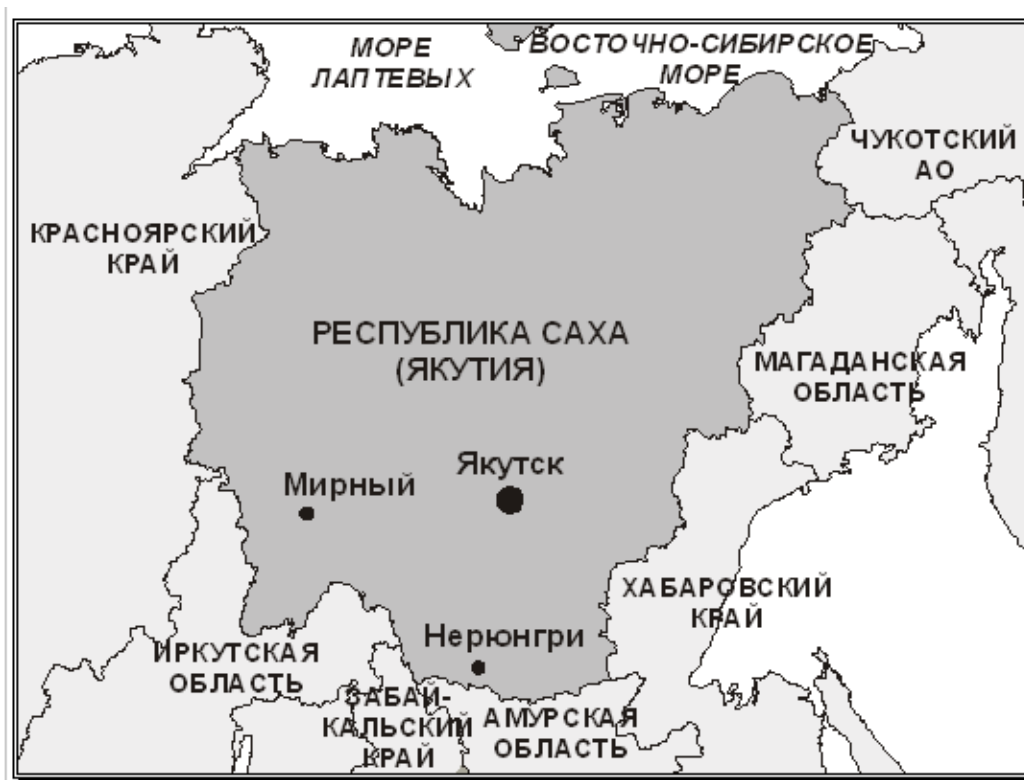 МОРЕ
ЛАПТЕВЫХ
ВОСТОЧНО-СИБИРСКОЕ
МОРЕ
ЧУКОТСКИЙ
АО
КРАСНОЯРСКИЙ
КРАЙ
РЕСПУБЛИКА САХА
(ЯКУТИЯ)
МАГАДАНСКАЯ
ОБЛАСТЬ
Якутск
Мирный
ХАБАРОВСКИЙ
КРАЙ
Нерюнгри
ИРКУТСКАЯ
ОБЛАСТЬ
ЗАБАЙ-
КАЛЬСКИЙ
КРАЙ
АМУРСКАЯ
ОБЛАСТЬ